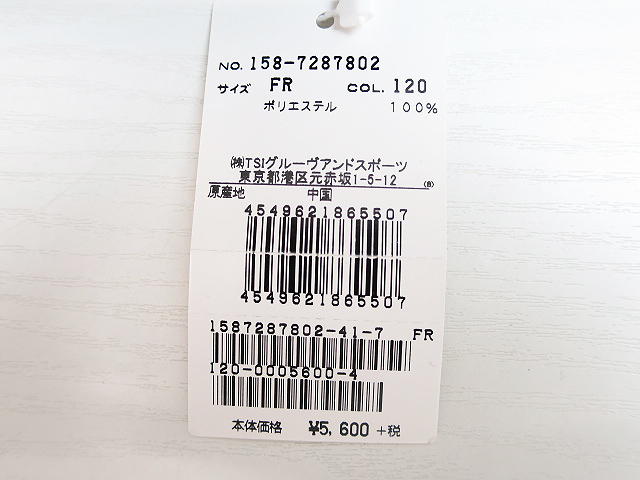 NO. 158-7287802
サイズ FR COL. 120
ポリエステル 100%
㈱TSIグルーヴアンドスポーツ
東京都港区元赤坂1-5-12 (B)
原産地 中国
4549621865507
4549621865507
1587287802-41-7 FR
120-0005600-4
本体価格 ¥5,600 +税